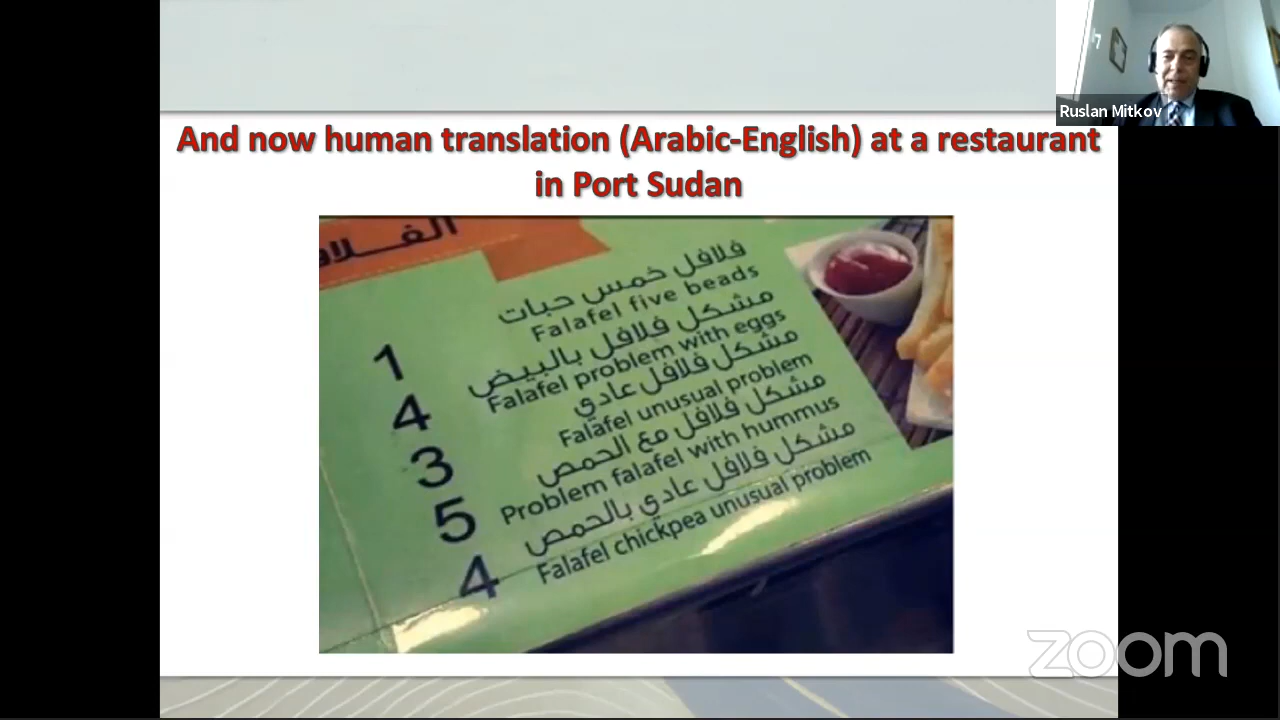 Ruslan Mitkov
And now human translation (Arabic-English) at a restaurant
in Port Sudan
فلافل خمس حبات
Falafel five beads
1
مشكل فلافل بالبيض
Falafel problem with eggs
4
مشكل فلافل عادي
Falafel unusual problem
3
مشكل فلافل مع الحمص
Problem falafel with hummus
5
مشكل فلافل عادي بالحمص
Falafel chickpea unusual problem
4
zoom